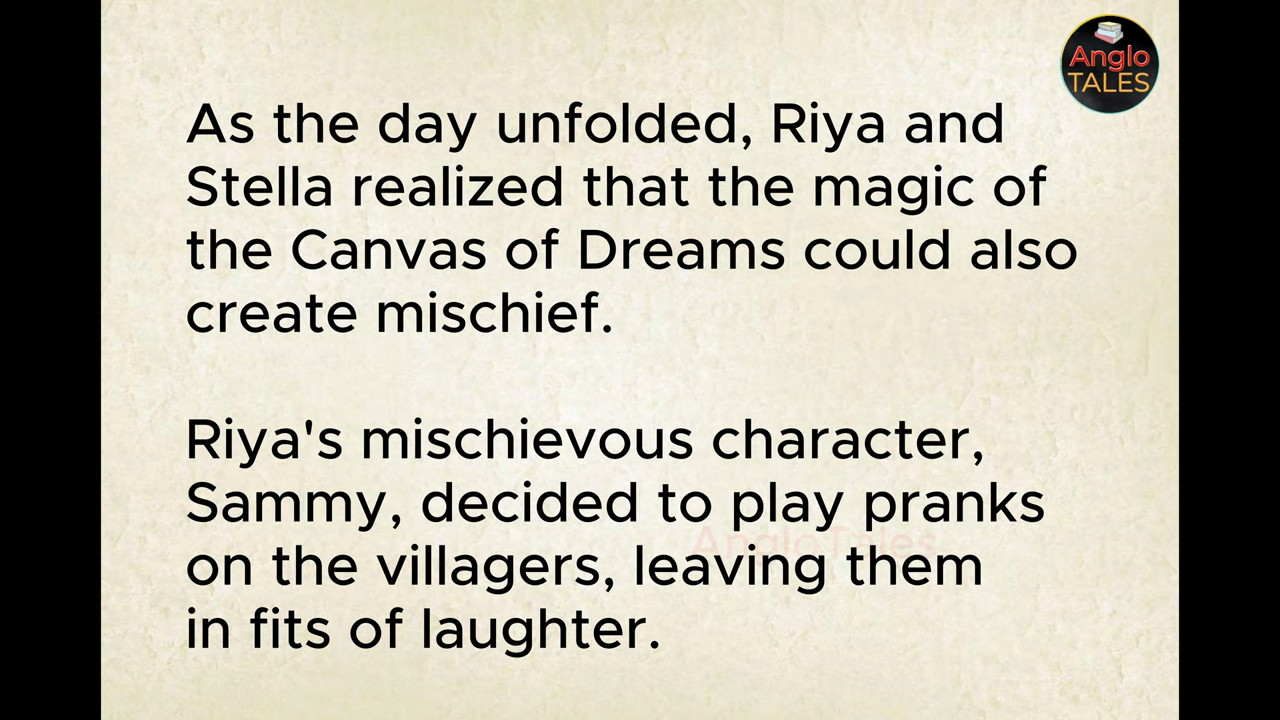 Anglo
TALES
As the day unfolded, Riya and
Stella realized that the magic of
the Canvas of Dreams could also
create mischief.
Riya's mischievous character,
Sammy, decided to play pranks
Anglo Tales
on the villagers, leaving them
in fits of laughter.